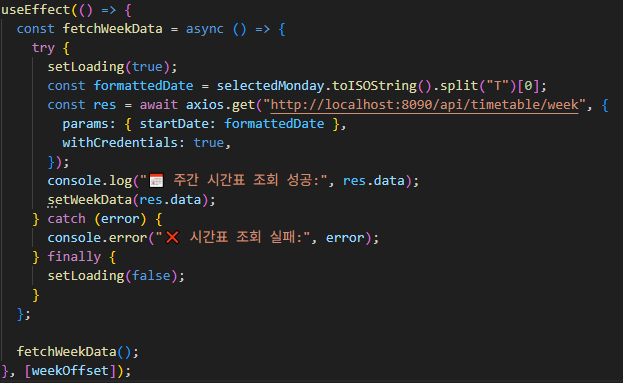 useEffect(() => {
  const fetchWeekData = async () => {
    try {
      setLoading(true);
      const formattedDate = selectedMonday.toISOString().split("T")[0];
      const res = await axios.get("http://localhost:8090/api/timetable/week", {
        params: { startDate: formattedDate },
        withCredentials: true,
      });
      console.log("📅 주간 시간표 조회 성공:", res.data);
      setWeekData(res.data);
    } catch (error) {
      console.error("❌ 시간표 조회 실패:", error);
    } finally {
      setLoading(false);
    }
  };

  fetchWeekData();
}, [weekOffset]);